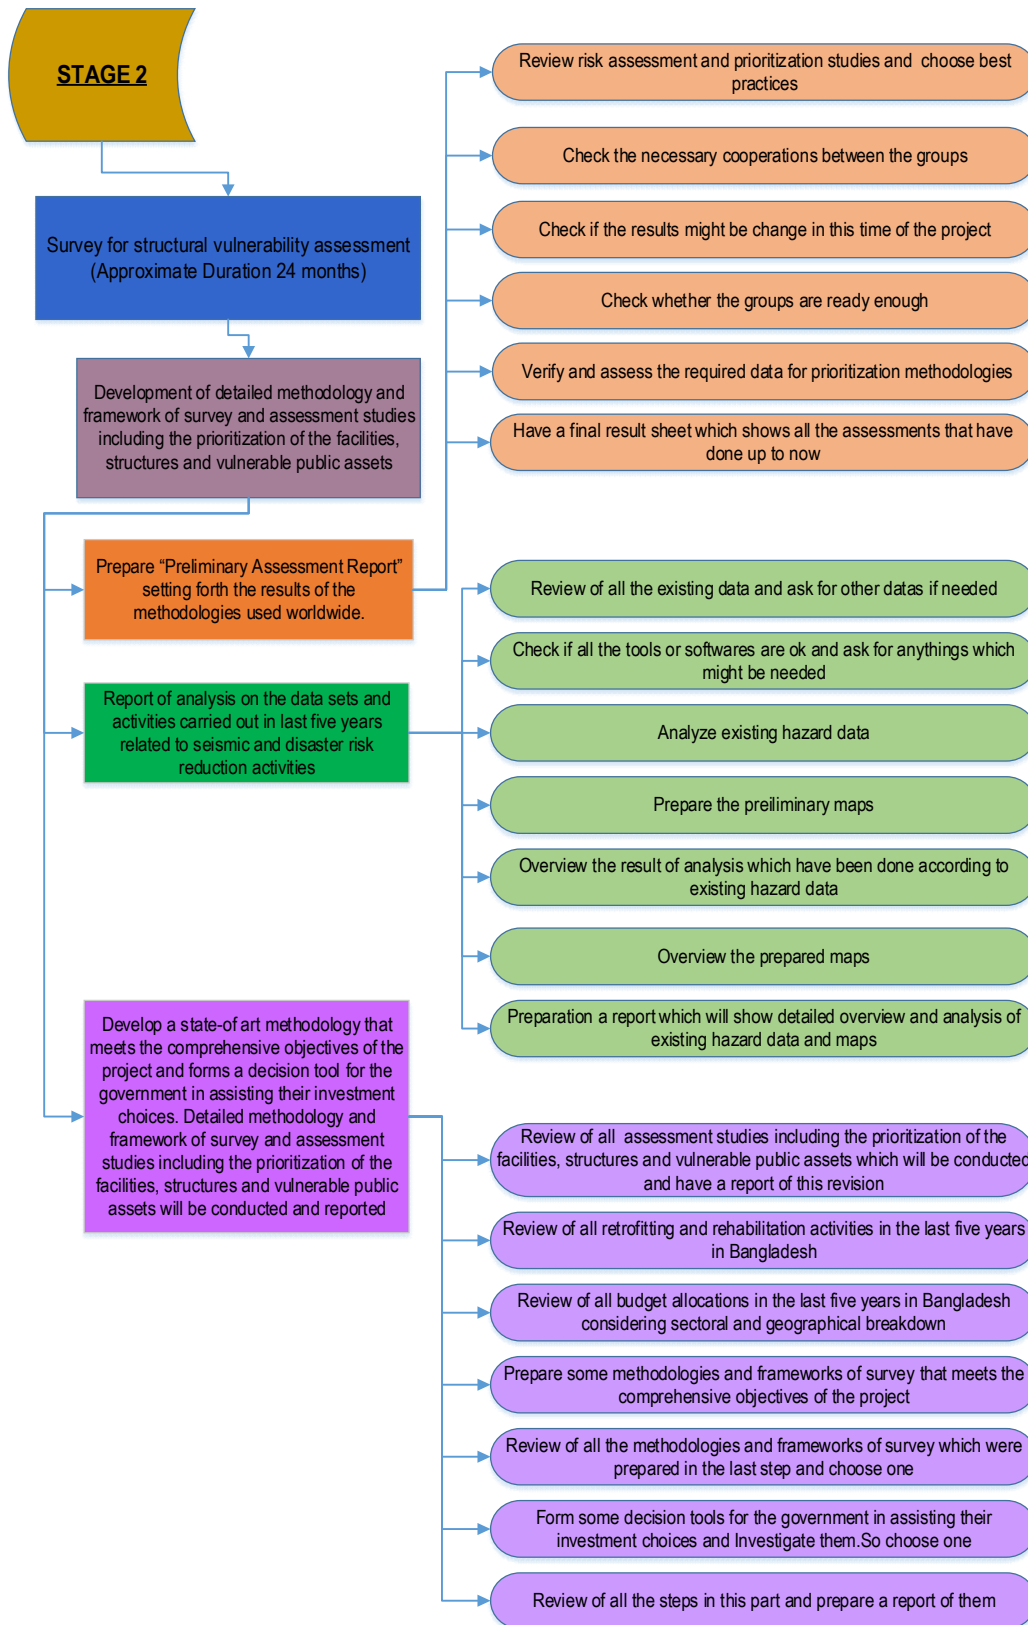 STAGE 2
Survey for structural vulnerability assessment
(Approximate Duration 24 months)
Development of detailed methodology and
framework of survey and assessment studies
including the prioritization of the facilities,
structures and vulnerable public assets
Prepare “Preliminary Assessment Report”
setting forth the results of the
methodologies used worldwide.
Review risk assessment and prioritization studies and choose best
practices
Check the necessary cooperations between the groups
Check if the results might be change in this time of the project
Check whether the groups are ready enough
Verify and assess the required data for prioritization methodologies
Have a final result sheet which shows all the assessments that have
done up to now
Report of analysis on the data sets and
activities carried out in last five years
related to seismic and disaster risk
reduction activities
Review of all the existing data and ask for other datas if needed
Check if all the tools or softwares are ok and ask for anythings which
might be needed
Analyze existing hazard data
Prepare the preiliminary maps
Overview the result of analysis which have been done according to
existing hazard data
Overview the prepared maps
Preparation a report which will show detailed overview and analysis of
existing hazard data and maps
Develop a state-of art methodology that
meets the comprehensive objectives of the
project and forms a decision tool for the
government in assisting their investment
choices. Detailed methodology and
framework of survey and assessment
studies including the prioritization of the
facilities, structures and vulnerable public
assets will be conducted and reported
Review of all assessment studies including the prioritization of the
facilities, structures and vulnerable public assets which will be conducted
and have a report of this revision
Review of all retrofitting and rehabilitation activities in the last five years
in Bangladesh
Review of all budget allocations in the last five years in Bangladesh
considering sectoral and geographical breakdown
Prepare some methodologies and frameworks of survey that meets the
comprehensive objectives of the project
Review of all the methodologies and frameworks of survey which were
prepared in the last step and choose one
Form some decision tools for the government in assisting their
investment choices and Investigate them.So choose one
Review of all the steps in this part and prepare a report of them